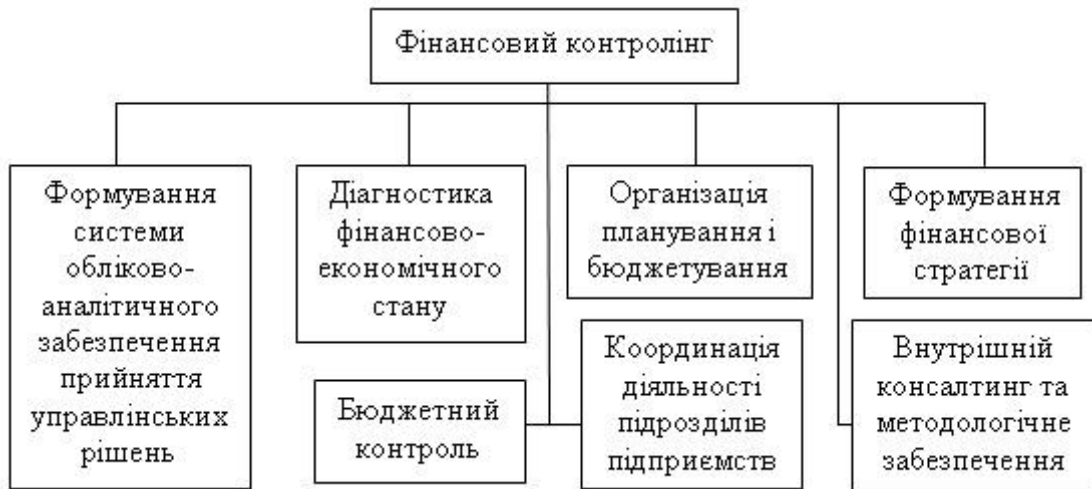 Фінансовий контролінг
Формування
системи
обліково-
аналітичного
забезпечення
прийняття
управлінських
рішень
Діагностика
фінансово-
економічного
стану
Організація
планування і
бюджетування
Формування
фінансової
стратегії
Бюджетний
контроль
Координація
діяльності
підрозділів
підприємств
Внутрішній
консалтинг та
методологічне
забезпечення